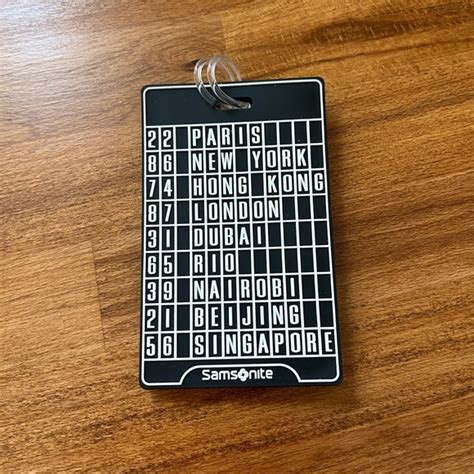 22 PARIS
86 NEW YORK
74 HONG KONG
87 LONDON
31 DUBAI
65 RIO
39 NAIROBI
21 BEIJING
56 SINGAPORE
Samsonite